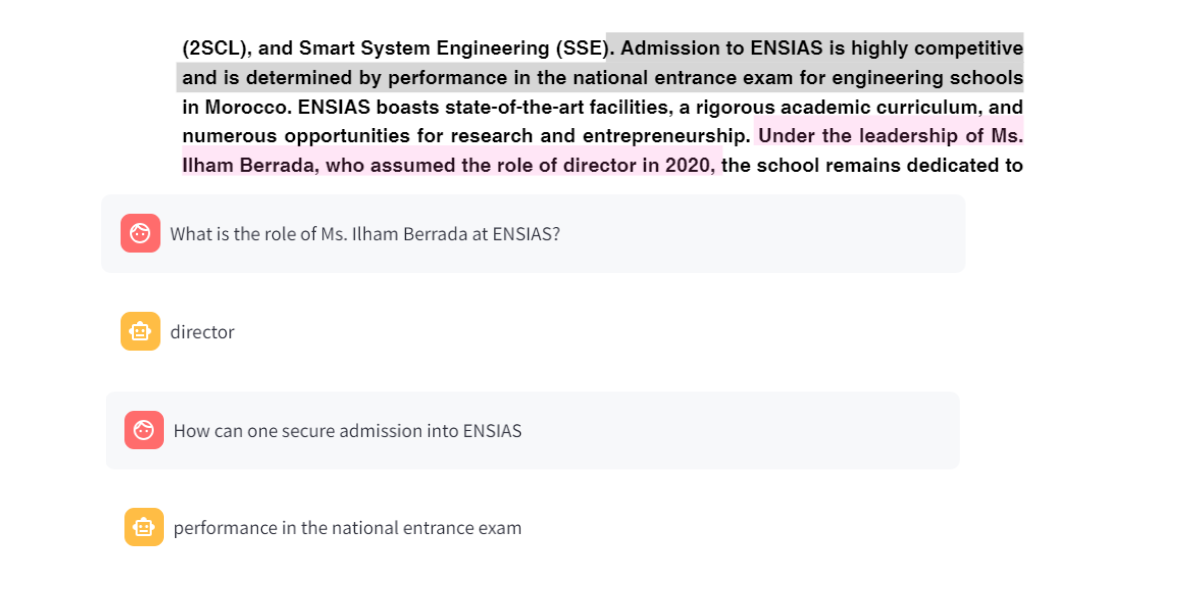 (2SCL), and Smart System Engineering (SSE). Admission to ENSIAS is highly competitive
and is determined by performance in the national entrance exam for engineering schools
in Morocco. ENSIAS boasts state-of-the-art facilities, a rigorous academic curriculum, and
numerous opportunities for research and entrepreneurship. Under the leadership of Ms.
Ilham Berrada, who assumed the role of director in 2020, the school remains dedicated to
What is the role of Ms. Ilham Berrada at ENSIAS?
director
How can one secure admission into ENSIAS
performance in the national entrance exam